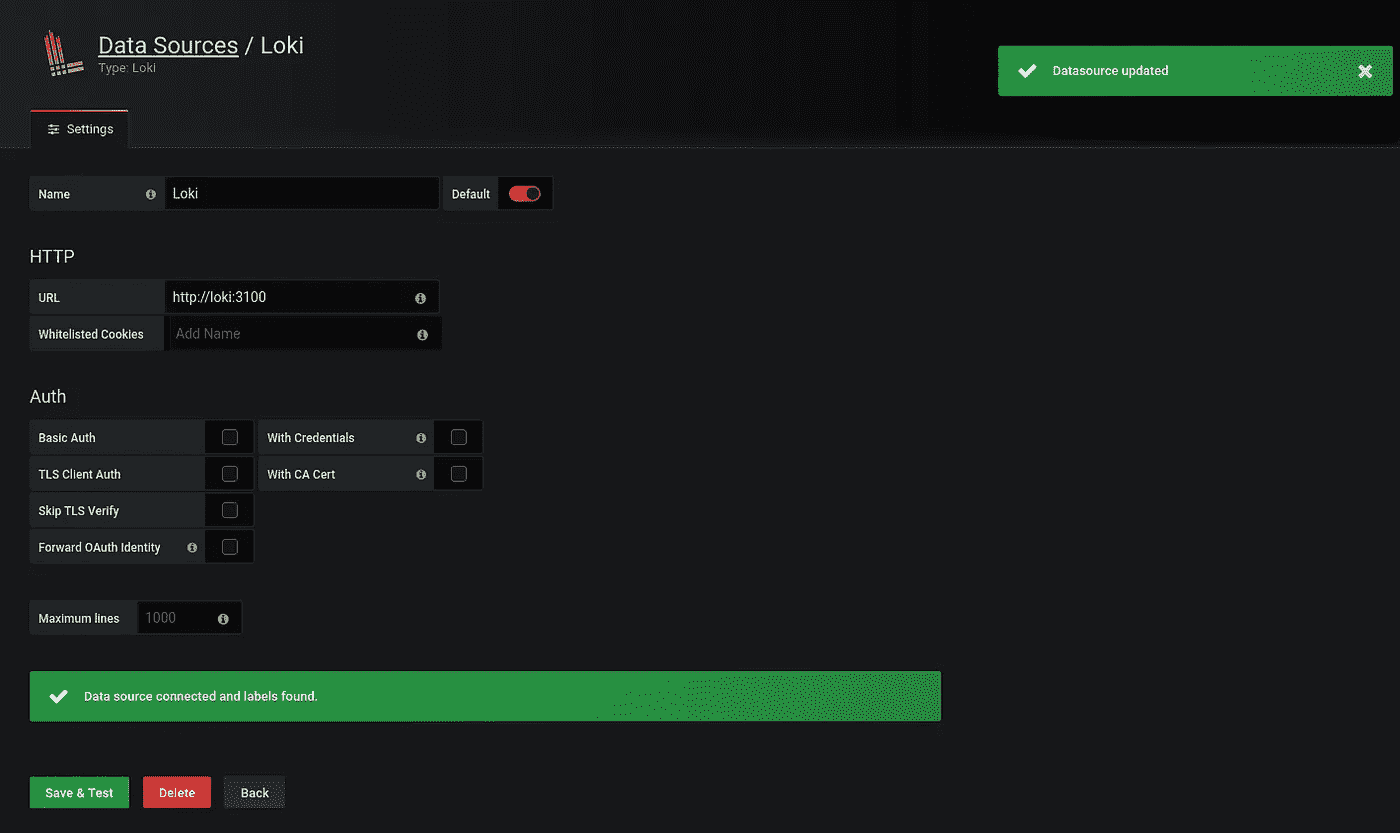 Data Sources / Loki
Type: Loki
Datasource updated
Settings
Name Loki Default
HTTP
URL http://loki:3100
Whitelisted Cookies Add Name
Auth
Basic Auth With Credentials
TLS Client Auth With CA Cert
Skip TLS Verify
Forward OAuth Identity
Maximum lines 1000
Data source connected and labels found.
Save & Test Delete Back